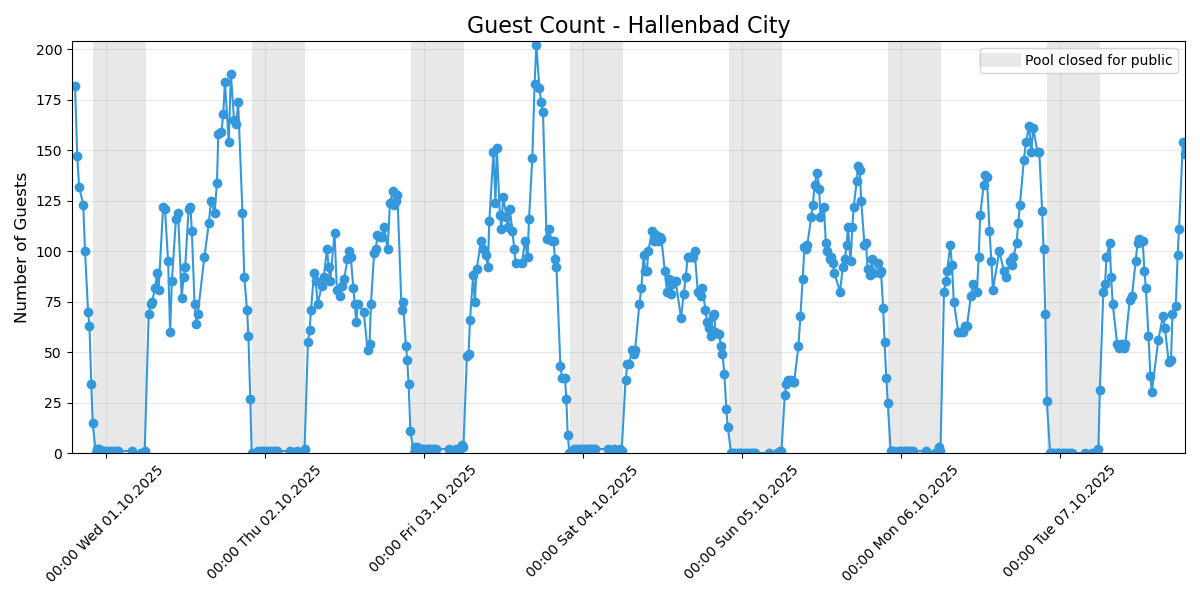 Guest Count - Hallenbad City
Pool closed for public
Number of Guests
200
175
150
125
100
75
50
25
0
00:00 Wed 01.10.2025
00:00 Thu 02.10.2025
00:00 Fri 03.10.2025
00:00 Sat 04.10.2025
00:00 Sun 05.10.2025
00:00 Mon 06.10.2025
00:00 Tue 07.10.2025